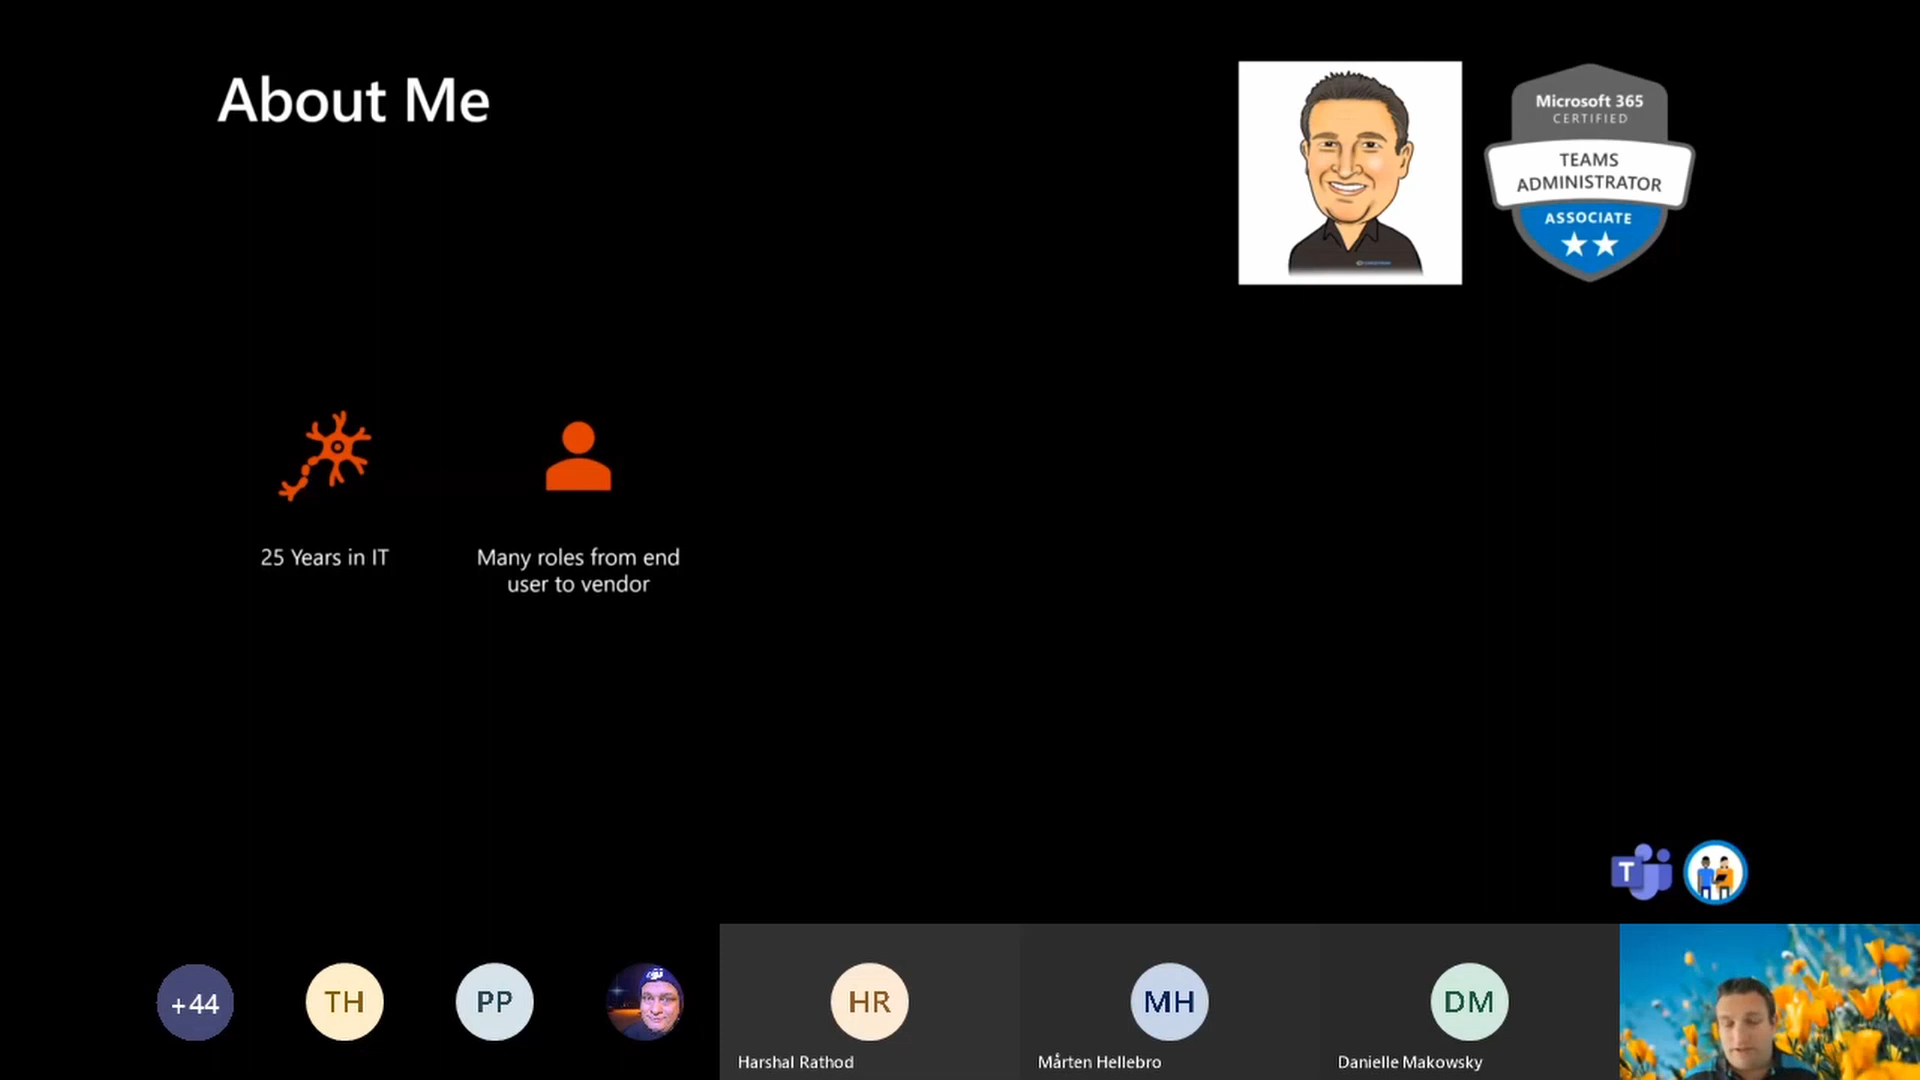 About Me
Microsoft 365
CERTIFIED
TEAMS
ADMINISTRATOR
ASSOCIATE
25 Years in IT
Many roles from end
user to vendor
T
+44
TH
PP
HR
MH
DM
Harshal Rathod
Mårten Hellebro
Danielle Makowsky